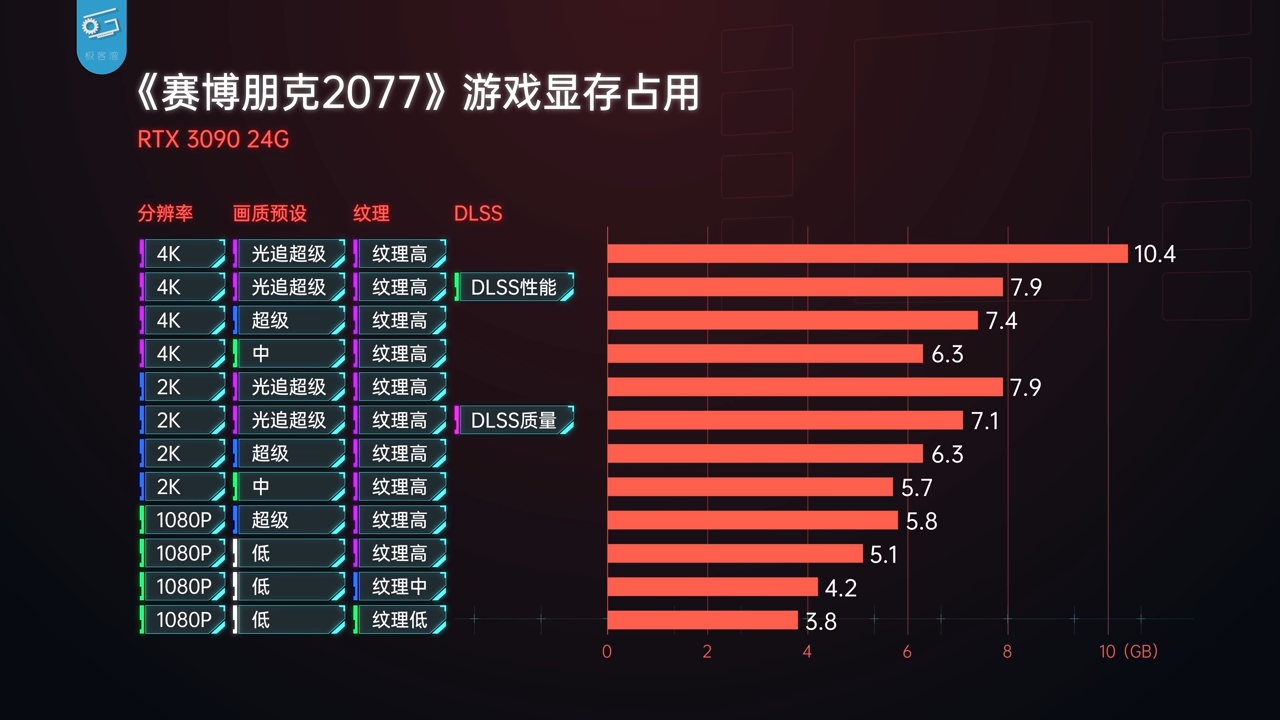 极客湾
《赛博朋克2077》游戏显存占用
RTX 3090 24G
分辨率 画质预设 纹理 DLSS
4K 光追超级 纹理高 10.4
4K 光追超级 纹理高 DLSS性能 7.9
4K 超级 纹理高 7.4
4K 中 纹理高 6.3
2K 光追超级 纹理高 7.9
2K 光追超级 纹理高 DLSS质量 7.1
2K 超级 纹理高 6.3
2K 中 纹理高 5.7
1080P 超级 纹理高 5.8
1080P 低 纹理高 5.1
1080P 低 纹理中 4.2
1080P 低 纹理低 3.8
0 2 4 6 8 10 (GB)